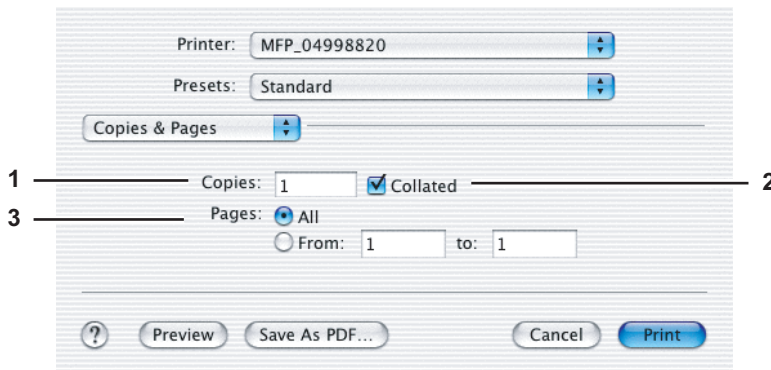 Printer: MFP_04998820
Presets: Standard
Copies & Pages
1 Copies: 1 Collated 2
3 Pages: All
From: 1 to: 1
? Preview Save As PDF... Cancel Print